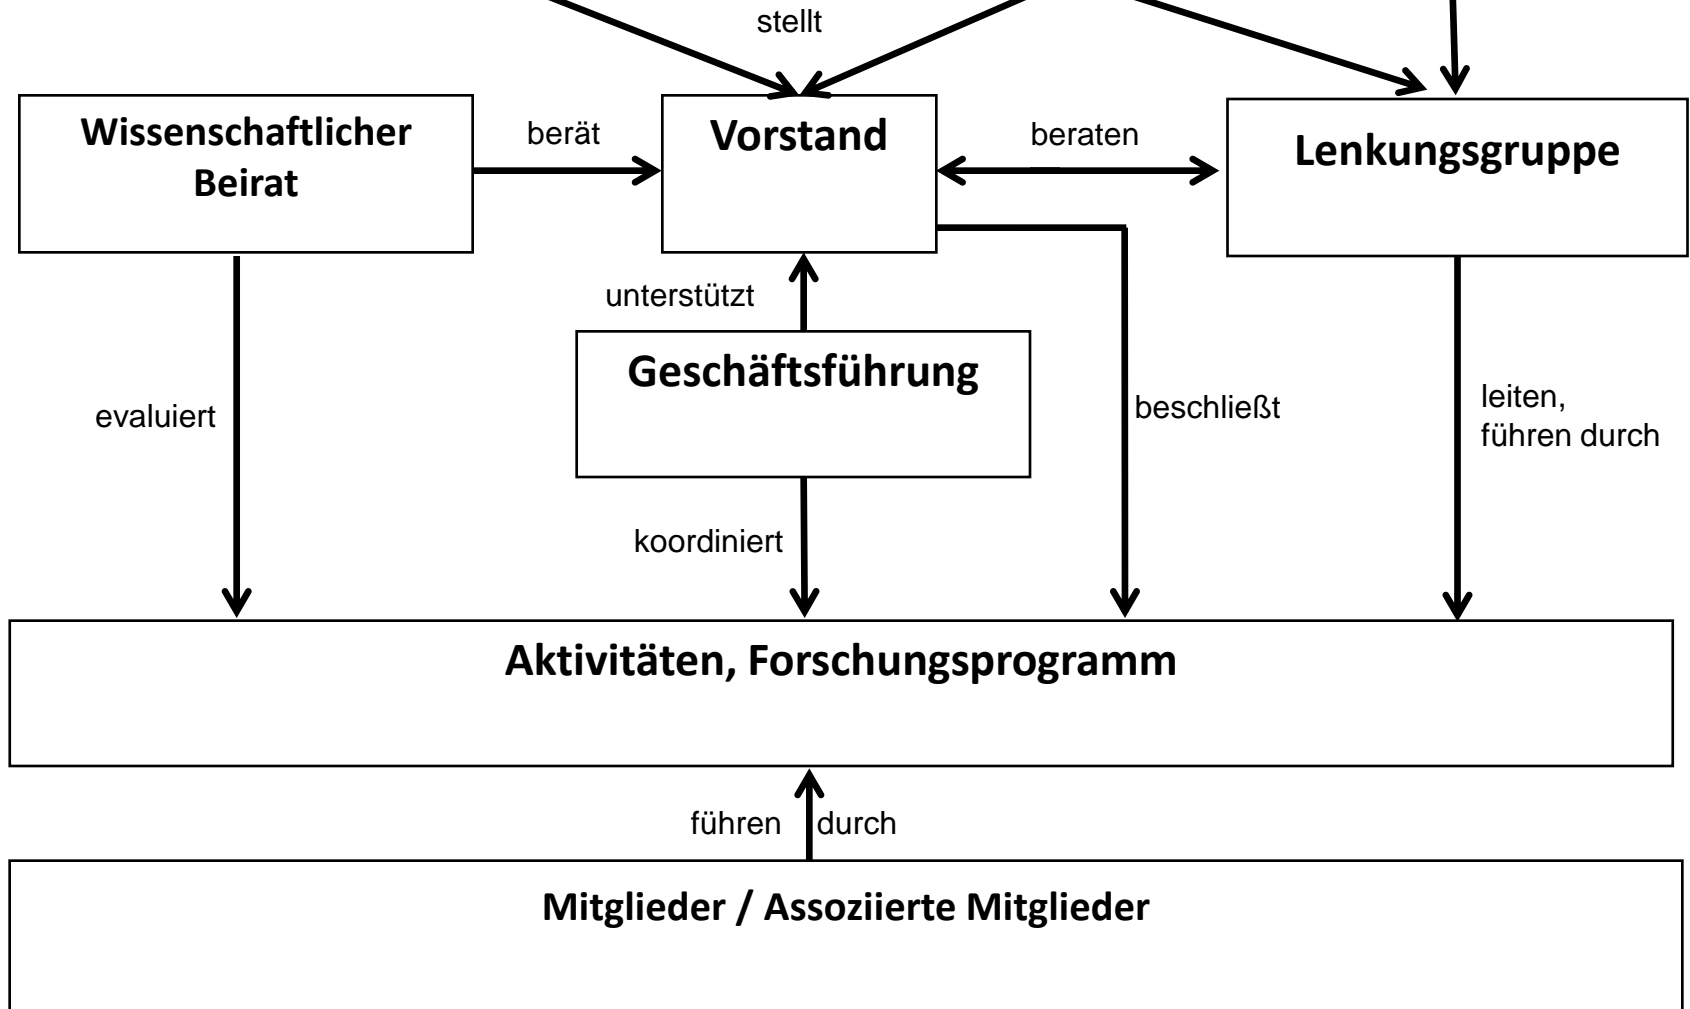 stellt
Wissenschaftlicher
Beirat
berät
Vorstand
beraten
Lenkungsgruppe
unterstützt
Geschäftsführung
evaluiert
beschließt
leiten,
führen durch
koordiniert
Aktivitäten, Forschungsprogramm
führen durch
Mitglieder / Assoziierte Mitglieder